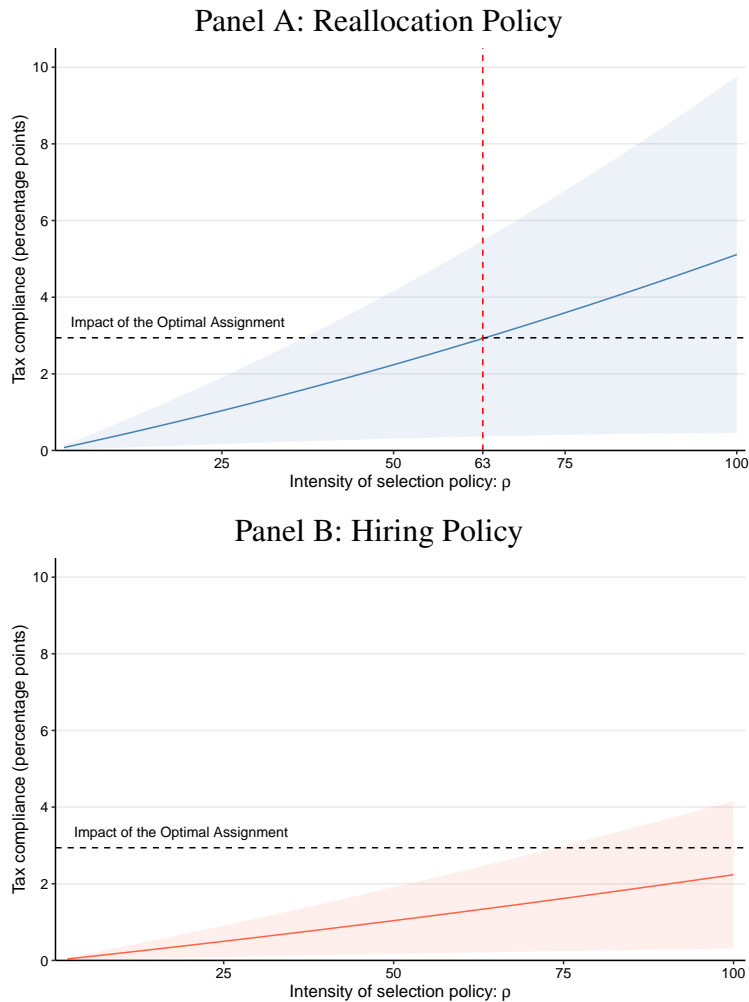 Panel A: Reallocation Policy
Tax compliance (percentage points)
10
8
6
4
2
0
Impact of the Optimal Assignment
25
50
63
75
100
Intensity of selection policy: ρ
Panel B: Hiring Policy
Tax compliance (percentage points)
10
8
6
4
2
0
Impact of the Optimal Assignment
25
50
75
100
Intensity of selection policy: ρ